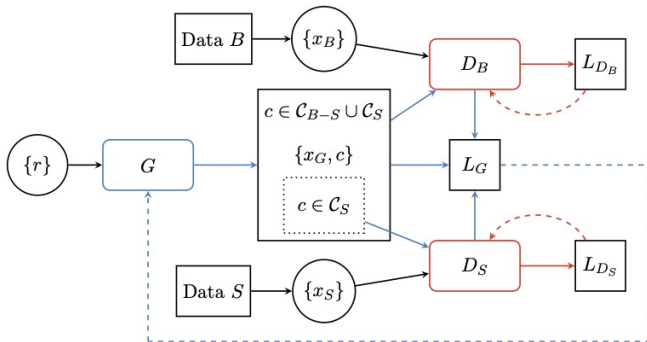 Data B
{x_B}
D_B
L_{D_B}
c ∈ C_{B−S} ∪ C_S
{r}
G
{x_G, c}
L_G
c ∈ C_S
D_S
L_{D_S}
Data S
{x_S}